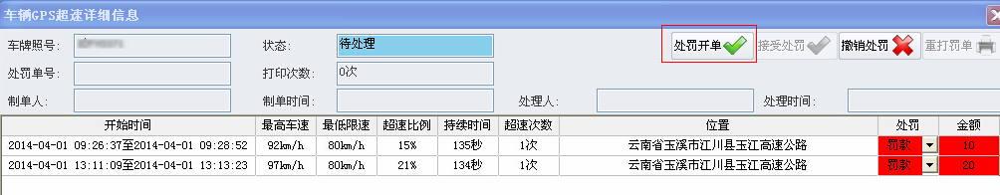 车辆GPS超速详细信息
车牌照号: 状态: 待处理 处罚开单 接受处罚 撤销处罚 重打罚单
处罚单号: 打印次数: 0次
制单人: 制单时间: 处理人: 处理时间:
开始时间 最高车速 最低限速 超速比例 持续时间 超速次数 位置 处罚 金额
2014-04-01 09:26:37至2014-04-01 09:28:52 92km/h 80km/h 15% 135秒 1次 云南省玉溪市江川县玉江高速公路 罚款 10
2014-04-01 13:11:09至2014-04-01 13:13:23 97km/h 80km/h 21% 134秒 1次 云南省玉溪市江川县玉江高速公路 罚款 20